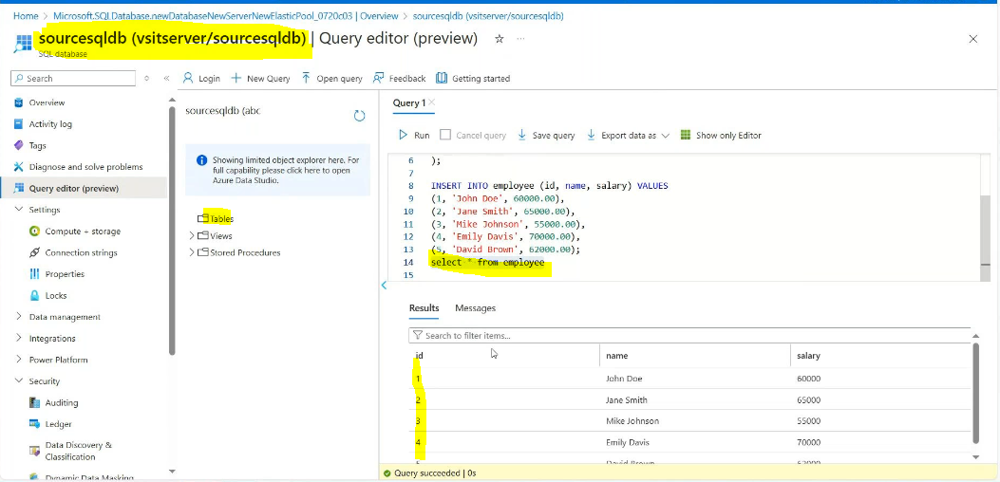 Home > Microsoft.SQLDatabase.newDatabaseNewServerNewElasticPool_0720c03 | Overview > sourcesqldb (vsitserver/sourcesqldb)
sourcesqldb (vsitserver/sourcesqldb) | Query editor (preview)
SQL database
Search
Login
New Query
Open query
Feedback
Getting started
Overview
Activity log
Tags
Diagnose and solve problems
Query editor (preview)
Settings
Compute + storage
Connection strings
Properties
Locks
Data management
Integrations
Power Platform
Security
Auditing
Ledger
Data Discovery &
Classification
Dynamic Data Masking
sourcesqldb (abc
Showing limited object explorer here. For
full capability please click here to open
Azure Data Studio.
Tables
Views
Stored Procedures
Query 1
Run
Cancel query
Save query
Export data as
Show only Editor
6 );
7
8 INSERT INTO employee (id, name, salary) VALUES
9 (1, 'John Doe', 60000.00),
10 (2, 'Jane Smith', 65000.00),
11 (3, 'Mike Johnson', 55000.00),
12 (4, 'Emily Davis', 70000.00),
13 (5, 'David Brown', 62000.00);
14 select * from employee
15
Results
Messages
Search to filter items...
id name salary
1 John Doe 60000
2 Jane Smith 65000
3 Mike Johnson 55000
4 Emily Davis 70000
5 David Brown 62000
Query succeeded | 0s